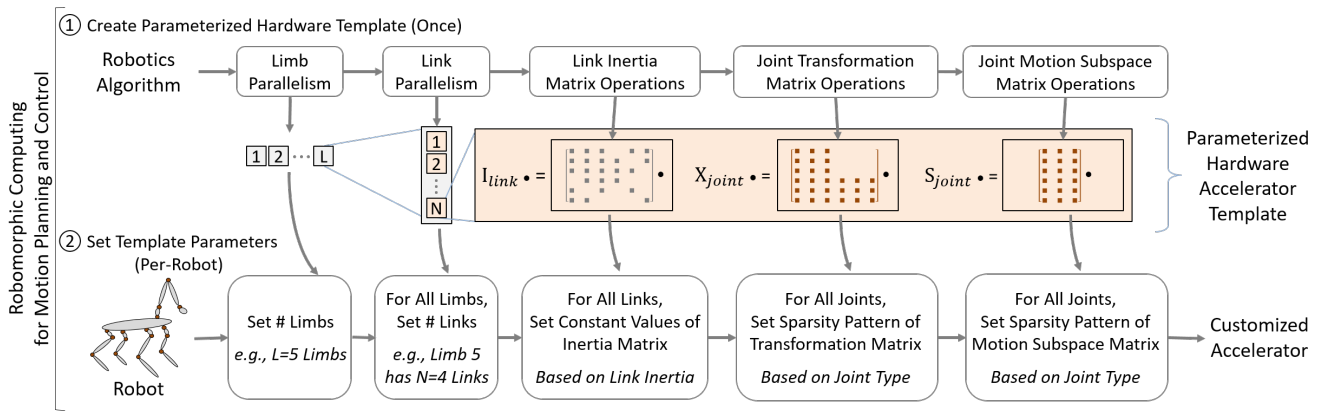 Robomorphic Computing
for Motion Planning and Control
① Create Parameterized Hardware Template (Once)
Robotics
Algorithm
Limb
Parallelism
Link
Parallelism
Link Inertia
Matrix Operations
Joint Transformation
Matrix Operations
Joint Motion Subspace
Matrix Operations
1 2 ··· L
1
2
⋮
N
I_link • = •
X_joint • = •
S_joint • = •
Parameterized
Hardware
Accelerator
Template
② Set Template Parameters
(Per-Robot)
Robot
Set # Limbs
e.g., L=5 Limbs
For All Limbs,
Set # Links
e.g., Limb 5
has N=4 Links
For All Links,
Set Constant Values of
Inertia Matrix
Based on Link Inertia
For All Joints,
Set Sparsity Pattern of
Transformation Matrix
Based on Joint Type
For All Joints,
Set Sparsity Pattern of
Motion Subspace Matrix
Based on Joint Type
Customized
Accelerator